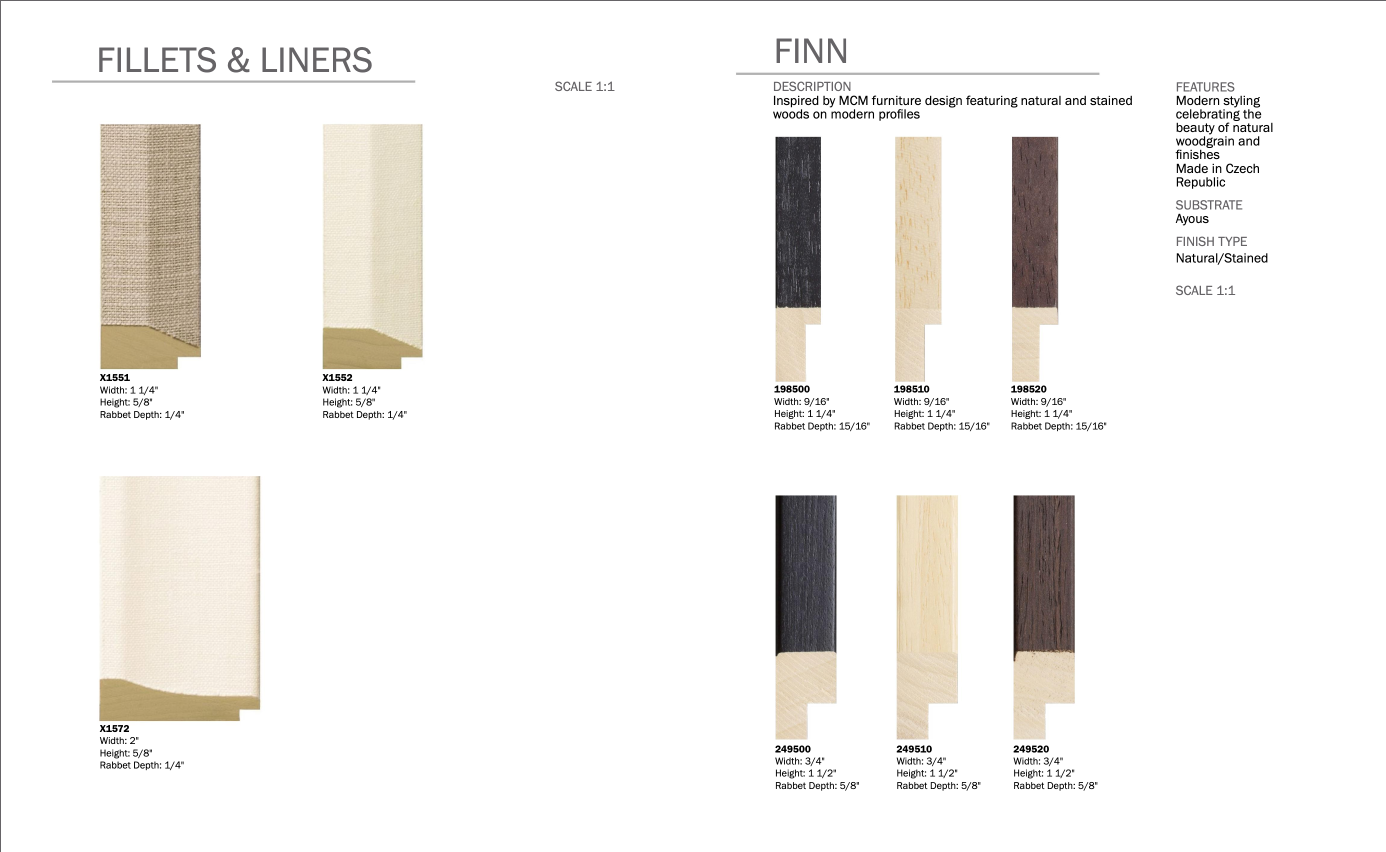 FILLETS & LINERS
SCALE 1:1
X1551
Width: 1 1/4"
Height: 5/8"
Rabbet Depth: 1/4"
X1552
Width: 1 1/4"
Height: 5/8"
Rabbet Depth: 1/4"
X1572
Width: 2"
Height: 5/8"
Rabbet Depth: 1/4"
FINN
DESCRIPTION
Inspired by MCM furniture design featuring natural and stained
woods on modern profiles
198500
Width: 9/16"
Height: 1 1/4"
Rabbet Depth: 15/16"
198510
Width: 9/16"
Height: 1 1/4"
Rabbet Depth: 15/16"
198520
Width: 9/16"
Height: 1 1/4"
Rabbet Depth: 15/16"
249500
Width: 3/4"
Height: 1 1/2"
Rabbet Depth: 5/8"
249510
Width: 3/4"
Height: 1 1/2"
Rabbet Depth: 5/8"
249520
Width: 3/4"
Height: 1 1/2"
Rabbet Depth: 5/8"
FEATURES
Modern styling
celebrating the
beauty of natural
woodgrain and
finishes
Made in Czech
Republic
SUBSTRATE
Ayous
FINISH TYPE
Natural/Stained
SCALE 1:1